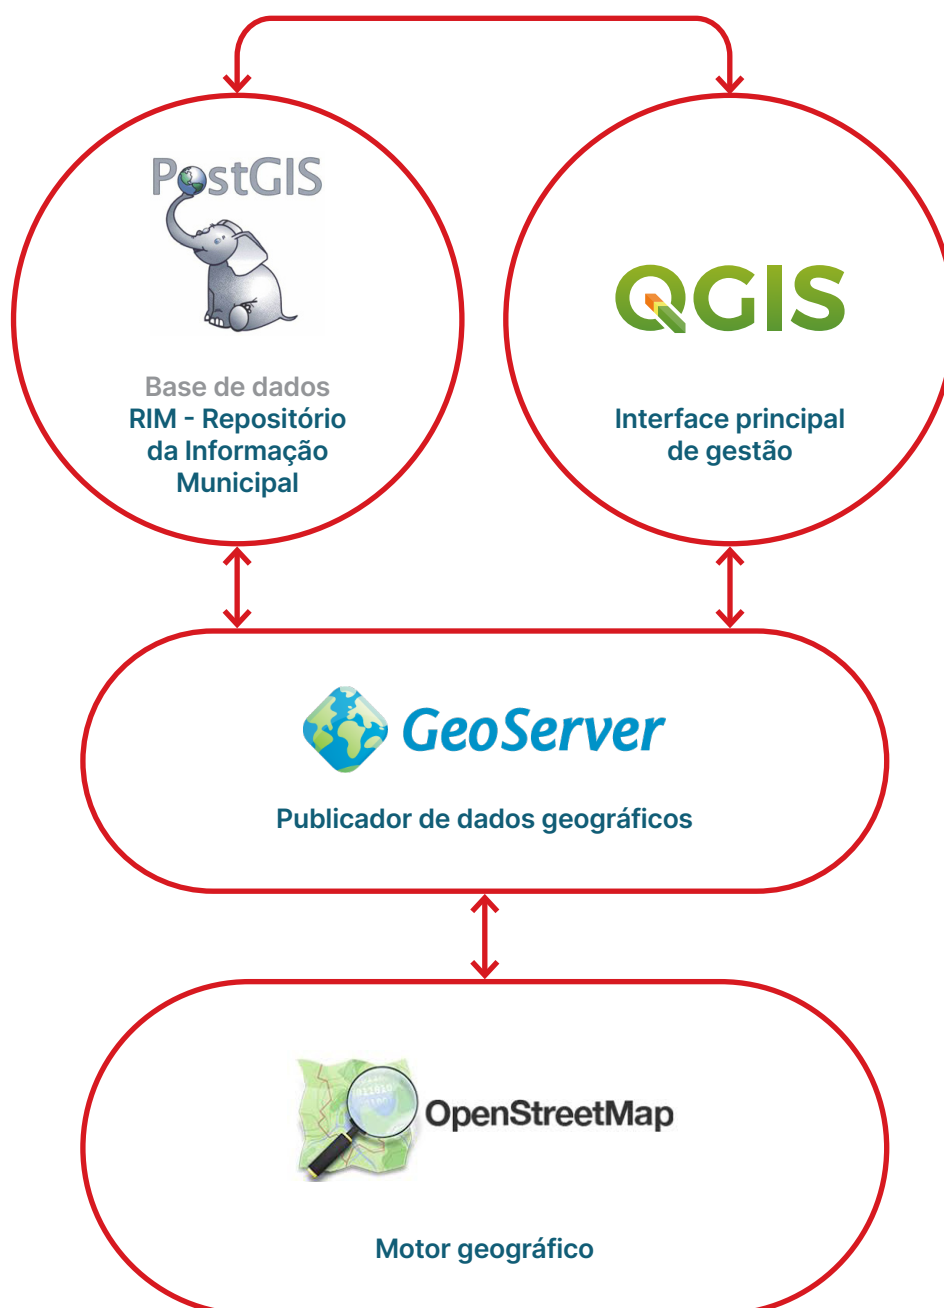 PostGIS
Base de dados
RIM - Repositório
da Informação
Municipal
QGIS
Interface principal
de gestão
GeoServer
Publicador de dados geográficos
OpenStreetMap
Motor geográfico